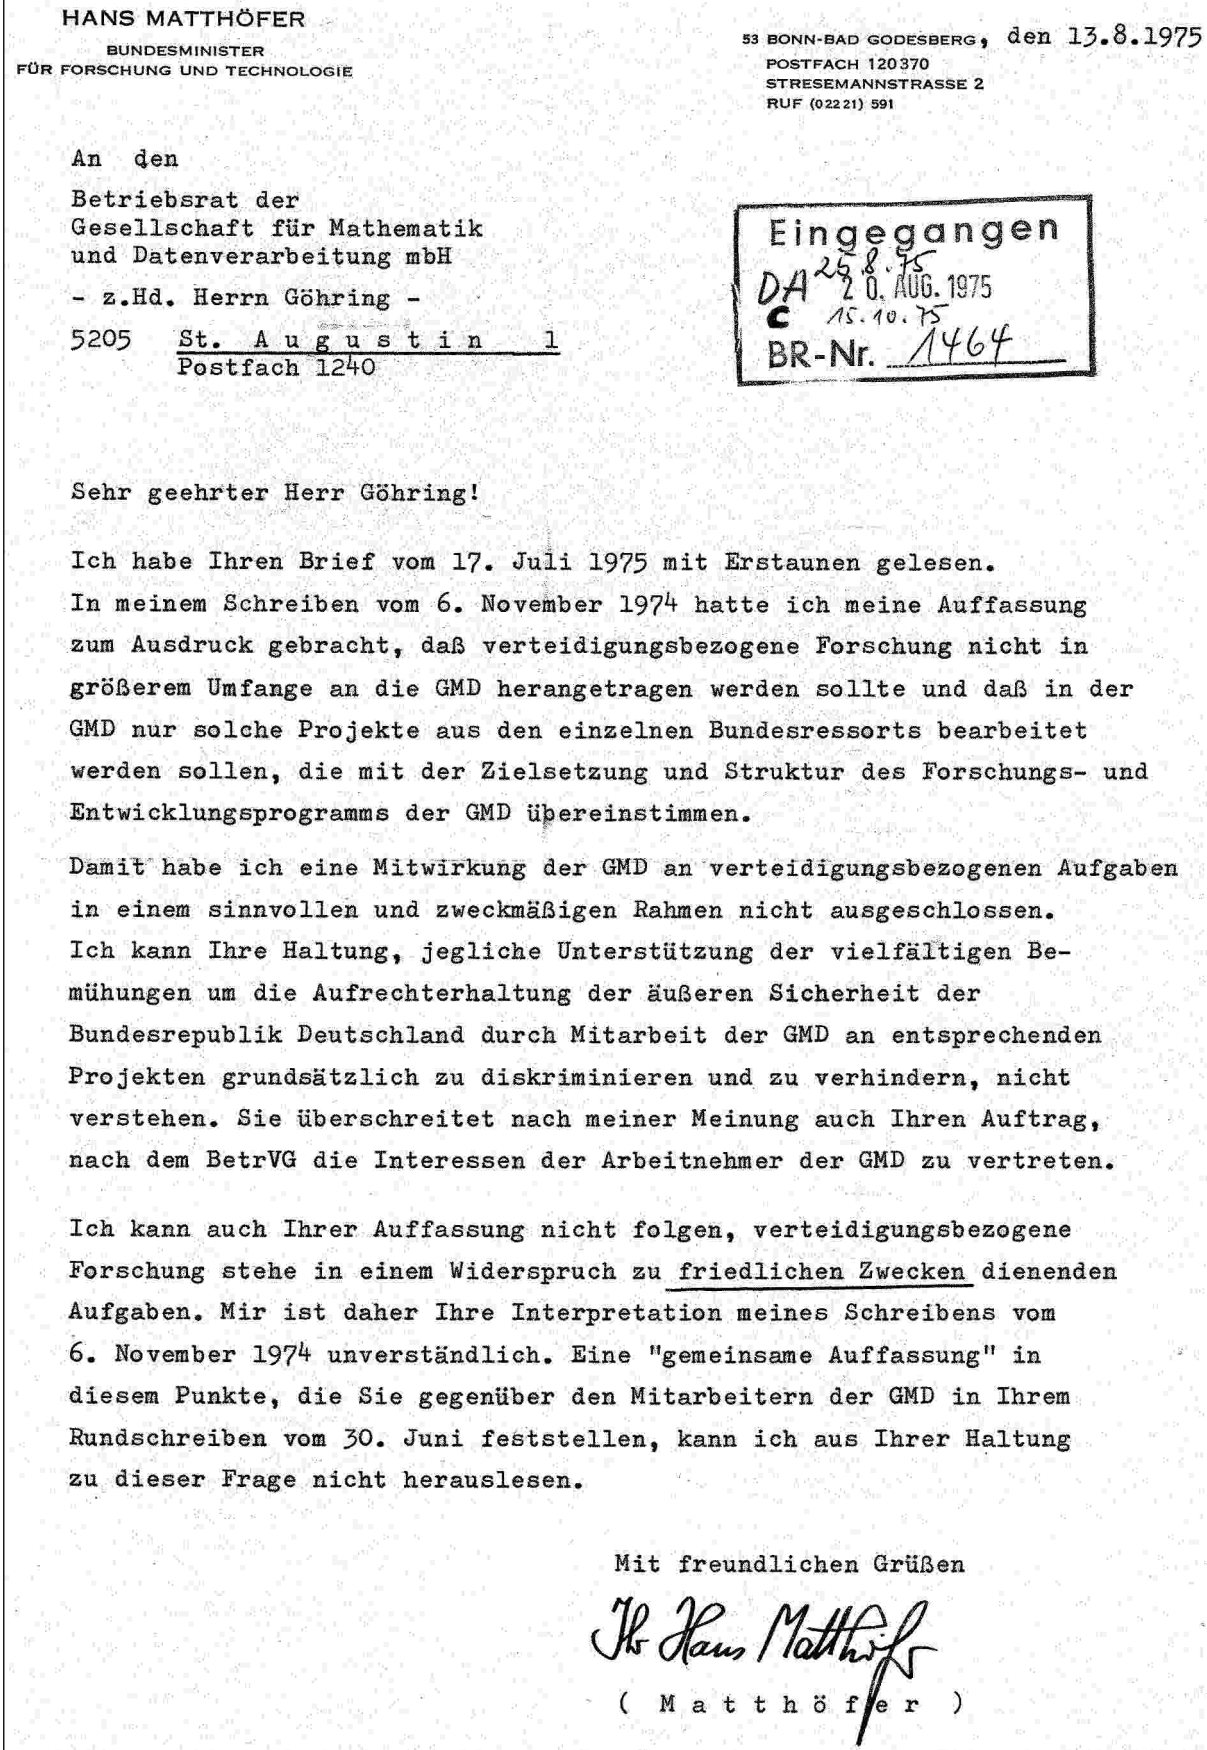 HANS MATTHÖFER
BUNDESMINISTER
FÜR FORSCHUNG UND TECHNOLOGIE
53 BONN-BAD GODESBERG, den 13.8.1975
POSTFACH 120370
STRESEMANNSTRASSE 2
RUF (02221) 591
An den
Betriebsrat der
Gesellschaft für Mathematik
und Datenverarbeitung mbH
- z.Hd. Herrn Göhring -
5205 St. Augustin 1
Postfach 1240
Eingegangen
DA 25.8.75
20. AUG. 1975
C 15.10.75
BR-Nr. 1464
Sehr geehrter Herr Göhring!
Ich habe Ihren Brief vom 17. Juli 1975 mit Erstaunen gelesen.
In meinem Schreiben vom 6. November 1974 hatte ich meine Auffassung
zum Ausdruck gebracht, daß verteidigungsbezogene Forschung nicht in
größerem Umfange an die GMD herangetragen werden sollte und daß in der
GMD nur solche Projekte aus den einzelnen Bundesressorts bearbeitet
werden sollen, die mit der Zielsetzung und Struktur des Forschungs- und
Entwicklungsprogramms der GMD übereinstimmen.
Damit habe ich eine Mitwirkung der GMD an verteidigungsbezogenen Aufgaben
in einem sinnvollen und zweckmäßigen Rahmen nicht ausgeschlossen.
Ich kann Ihre Haltung, jegliche Unterstützung der vielfältigen Be-
mühungen um die Aufrechterhaltung der äußeren Sicherheit der
Bundesrepublik Deutschland durch Mitarbeit der GMD an entsprechenden
Projekten grundsätzlich zu diskriminieren und zu verhindern, nicht
verstehen. Sie überschreitet nach meiner Meinung auch Ihren Auftrag,
nach dem BetrVG die Interessen der Arbeitnehmer der GMD zu vertreten.
Ich kann auch Ihrer Auffassung nicht folgen, verteidigungsbezogene
Forschung stehe in einem Widerspruch zu friedlichen Zwecken dienenden
Aufgaben. Mir ist daher Ihre Interpretation meines Schreibens vom
6. November 1974 unverständlich. Eine "gemeinsame Auffassung" in
diesem Punkte, die Sie gegenüber den Mitarbeitern der GMD in Ihrem
Rundschreiben vom 30. Juni feststellen, kann ich aus Ihrer Haltung
zu dieser Frage nicht herauslesen.
Mit freundlichen Grüßen
Ihr Hans Matthöfer
( Matthöfer )